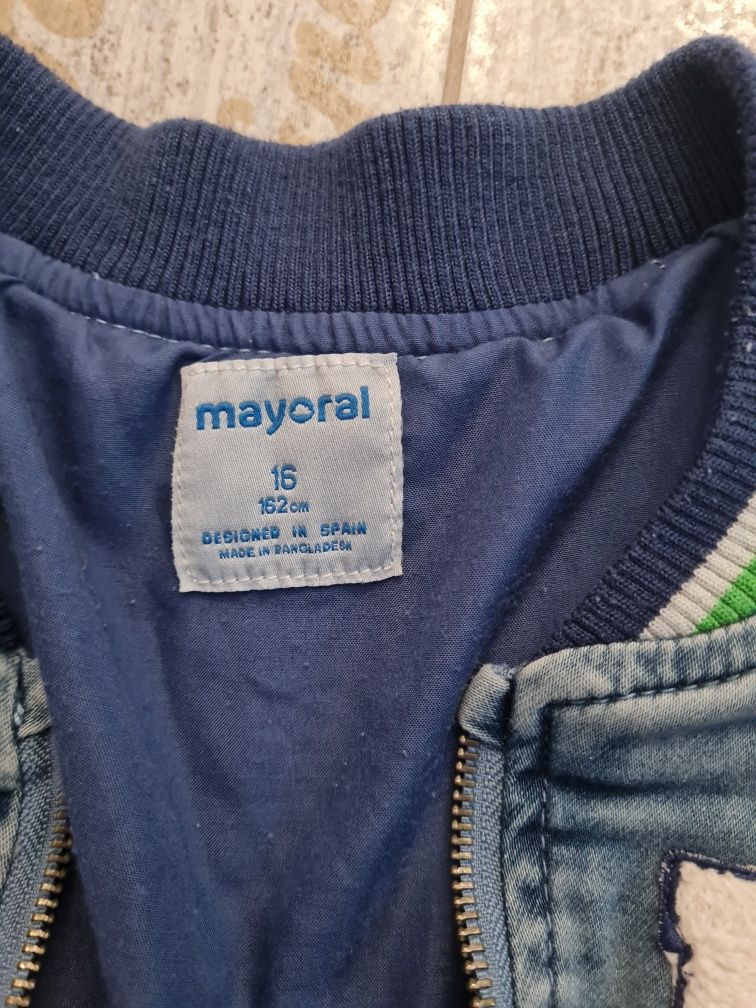 mayoral
16
162cm
DESIGNED IN SPAIN
MADE IN BANGLADESH